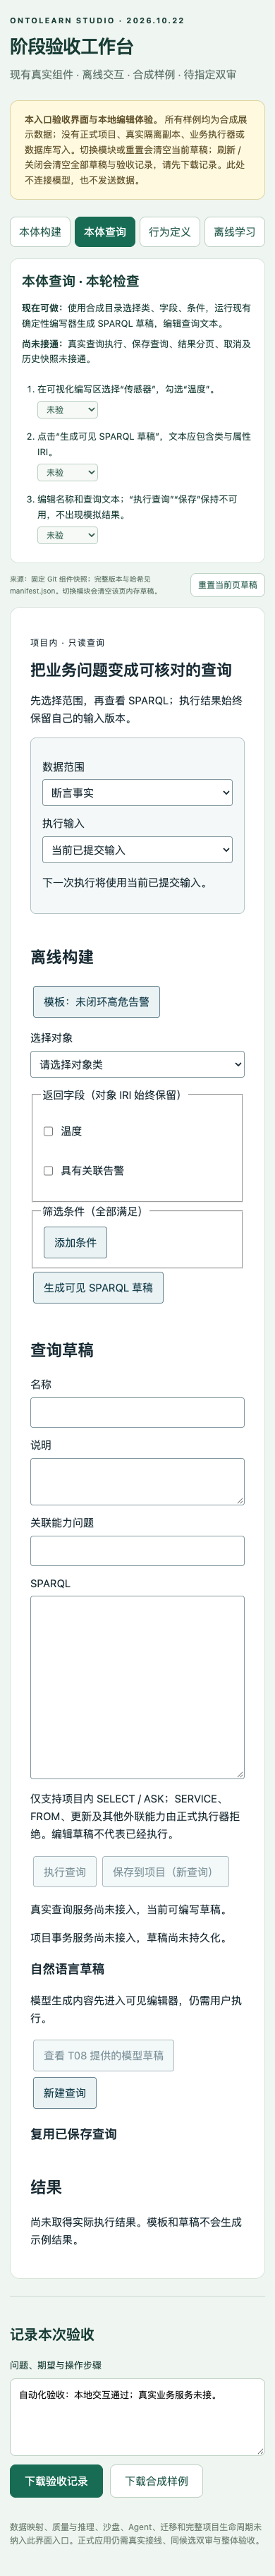 ONTOLEARN STUDIO · 2026.10.22
阶段验收工作台
现有真实组件 · 离线交互 · 合成样例 · 待指定双审
本入口验收界面与本地编辑体验。所有样例均为合成展
示数据；没有正式项目、真实隔离副本、业务执行器或
数据库写入。切换模块或重置会清空当前草稿；刷新 /
关闭会清空全部草稿与验收记录，请先下载记录。此处
不连接模型，也不发送数据。
本体构建
本体查询
行为定义
离线学习
本体查询 · 本轮检查
现在可做：使用合成目录选择类、字段、条件，运行现
有确定性编写器生成 SPARQL 草稿，编辑查询文本。
尚未接通：真实查询执行、保存查询、结果分页、取消及
历史快照未接通。
1. 在可视化编写区选择“传感器”，勾选“温度”。
未验
2. 点击“生成可见 SPARQL 草稿”，文本应包含类与属性
IRI。
未验
3. 编辑名称和查询文本；“执行查询”“保存”保持不可
用，不出现模拟结果。
未验
来源：固定 Git 组件快照；完整版本与哈希见
manifest.json。切换模块会清空该页内存草稿。
重置当前页草稿
项目内 · 只读查询
把业务问题变成可核对的查询
先选择范围，再查看 SPARQL；执行结果始终
保留自己的输入版本。
数据范围
断言事实
执行输入
当前已提交输入
下一次执行将使用当前已提交输入。
离线构建
模板：未闭环高危告警
选择对象
请选择对象类
返回字段（对象 IRI 始终保留）
温度
具有关联告警
筛选条件（全部满足）
添加条件
生成可见 SPARQL 草稿
查询草稿
名称
说明
关联能力问题
SPARQL
仅支持项目内 SELECT / ASK；SERVICE、
FROM、更新及其他外联能力由正式执行器拒
绝。编辑草稿不代表已经执行。
执行查询
保存到项目（新查询）
真实查询服务尚未接入，当前可编写草稿。
项目事务服务尚未接入，草稿尚未持久化。
自然语言草稿
模型生成内容先进入可见编辑器，仍需用户执
行。
查看 T08 提供的模型草稿
新建查询
复用已保存查询
结果
尚未取得实际执行结果。模板和草稿不会生成
示例结果。
记录本次验收
问题、期望与操作步骤
自动化验收：本地交互通过；真实业务服务未接。
下载验收记录
下载合成样例
数据映射、质量与推理、沙盘、Agent、迁移和完整项目生命周期未
纳入此界面入口。正式应用仍需真实接线、同候选双审与整体验收。